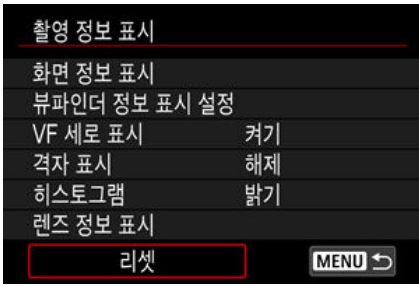 촬영 정보 표시
화면 정보 표시
뷰파인더 정보 표시 설정
VF 세로 표시 켜기
격자 표시 해제
히스토그램 밝기
렌즈 정보 표시
리셋 MENU